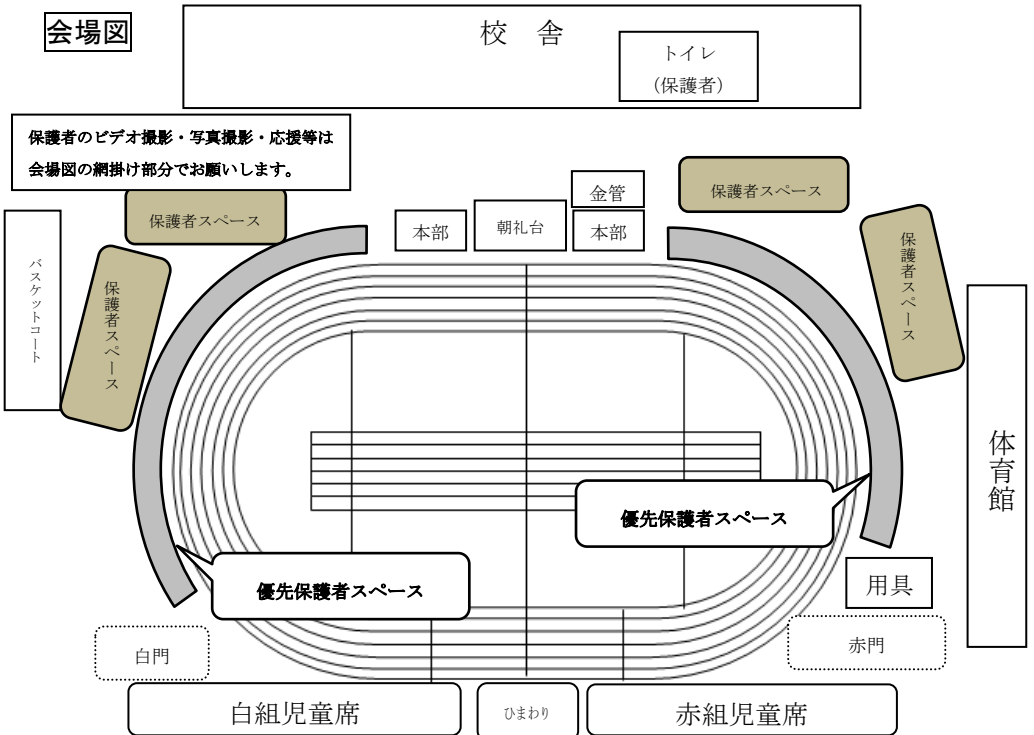 会場図
校 舎
トイレ
(保護者)
保護者のビデオ撮影・写真撮影・応援等は
会場図の網掛け部分でお願いします。
保護者スペース
保護者スペース
金管
本部
朝礼台
本部
保護者スペース
保護者スペース
バスケットコート
体育館
優先保護者スペース
優先保護者スペース
用具
白門
赤門
白組児童席
ひまわり
赤組児童席